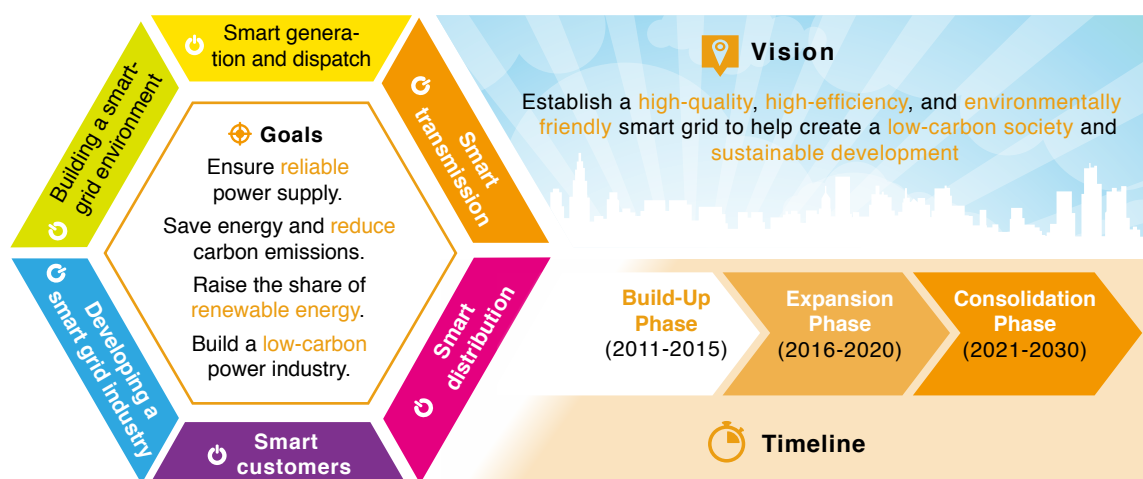 Smart genera-
tion and dispatch
Smart
transmission
Smart
distribution
Smart
customers
Developing a
smart grid industry
Building a smart-
grid environment
Goals
Ensure reliable
power supply.
Save energy and reduce
carbon emissions.
Raise the share of
renewable energy.
Build a low-carbon
power industry.
Vision
Establish a high-quality, high-efficiency, and environmentally
friendly smart grid to help create a low-carbon society and
sustainable development
Build-Up
Phase
(2011-2015)
Expansion
Phase
(2016-2020)
Consolidation
Phase
(2021-2030)
Timeline